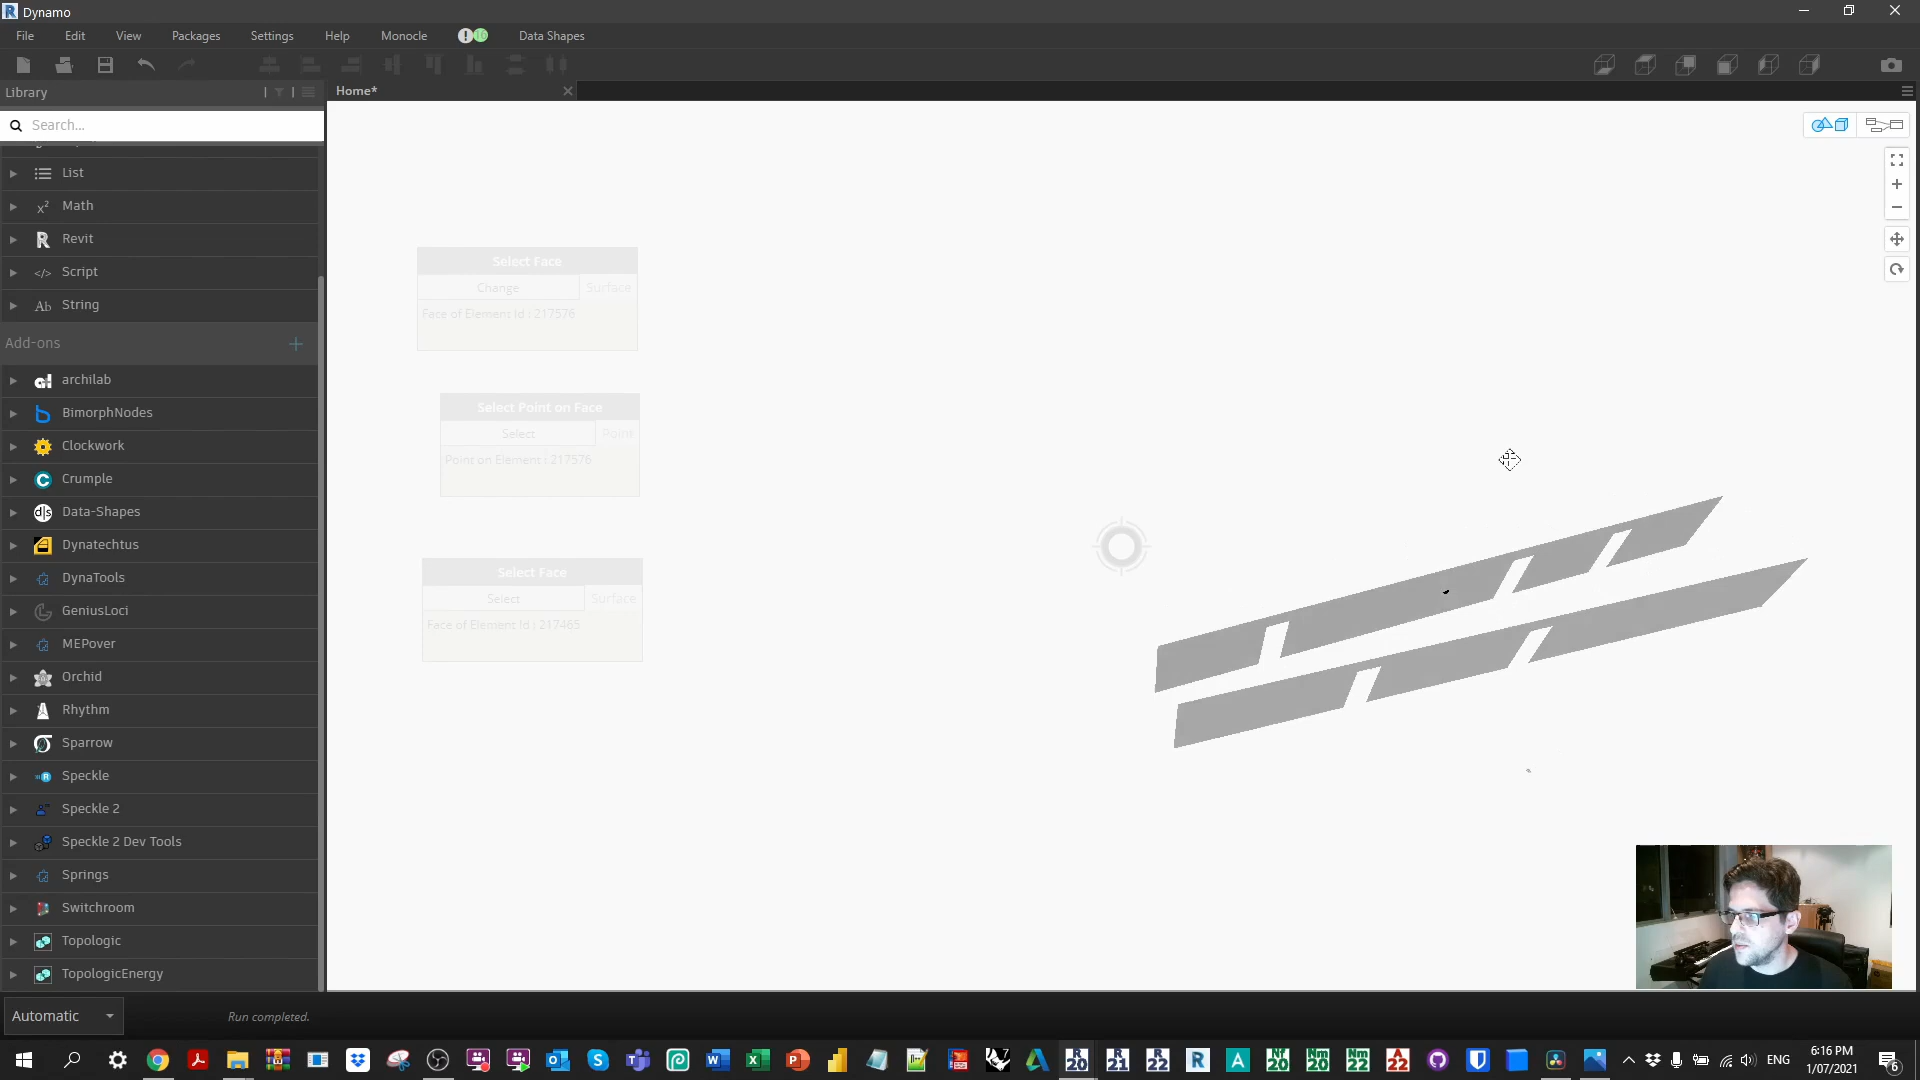 Dynamo
File Edit View Packages Settings Help Monocle Data Shapes
Library
Home*
Search...
List
Math
Revit
Script
String
Add-ons
archilab
BimorphNodes
Clockwork
Crumple
Data-Shapes
Dynatechtus
DynaTools
GeniusLoci
MEPover
Orchid
Rhythm
Sparrow
Speckle
Speckle 2
Speckle 2 Dev Tools
Springs
Switchroom
Topologic
TopologicEnergy
Select Face
Change Surface
Face of Element Id : 217576
Select Point on Face
Select Point
Point on Element : 217576
Select Face
Select Surface
Face of Element Id : 217465
Automatic
Run completed.
ENG
6:16 PM
1/07/2021